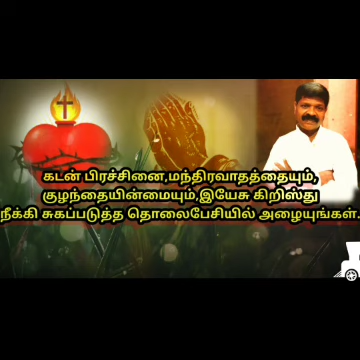 கடன் பிரச்சினை,மந்திரவாதத்தையும்,
குழந்தையின்மையும்,இயேசு கிறிஸ்து
நீக்கி சுகப்படுத்த தொலைபேசியில் அழையுங்கள்.